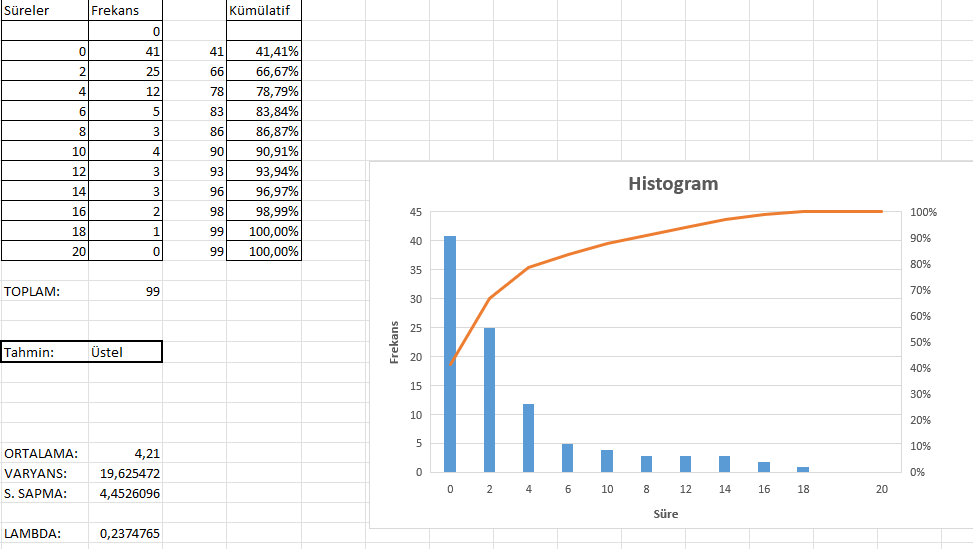 Süreler Frekans Kümülatif
0
0 41 41 41,41%
2 25 66 66,67%
4 12 78 78,79%
6 5 83 83,84%
8 3 86 86,87%
10 4 90 90,91%
12 3 93 93,94%
14 3 96 96,97%
16 2 98 98,99%
18 1 99 100,00%
20 0 99 100,00%
TOPLAM: 99
Tahmin: Üstel
ORTALAMA: 4,21
VARYANS: 19,625472
S. SAPMA: 4,4526096
LAMBDA: 0,2374765
Histogram
45 100%
40 90%
35 80%
30 70%
25 60%
20 50%
15 40%
10 30%
5 20%
0 10%
0%
Frekans
0 2 4 6 10 8 12 14 16 18 20
Süre